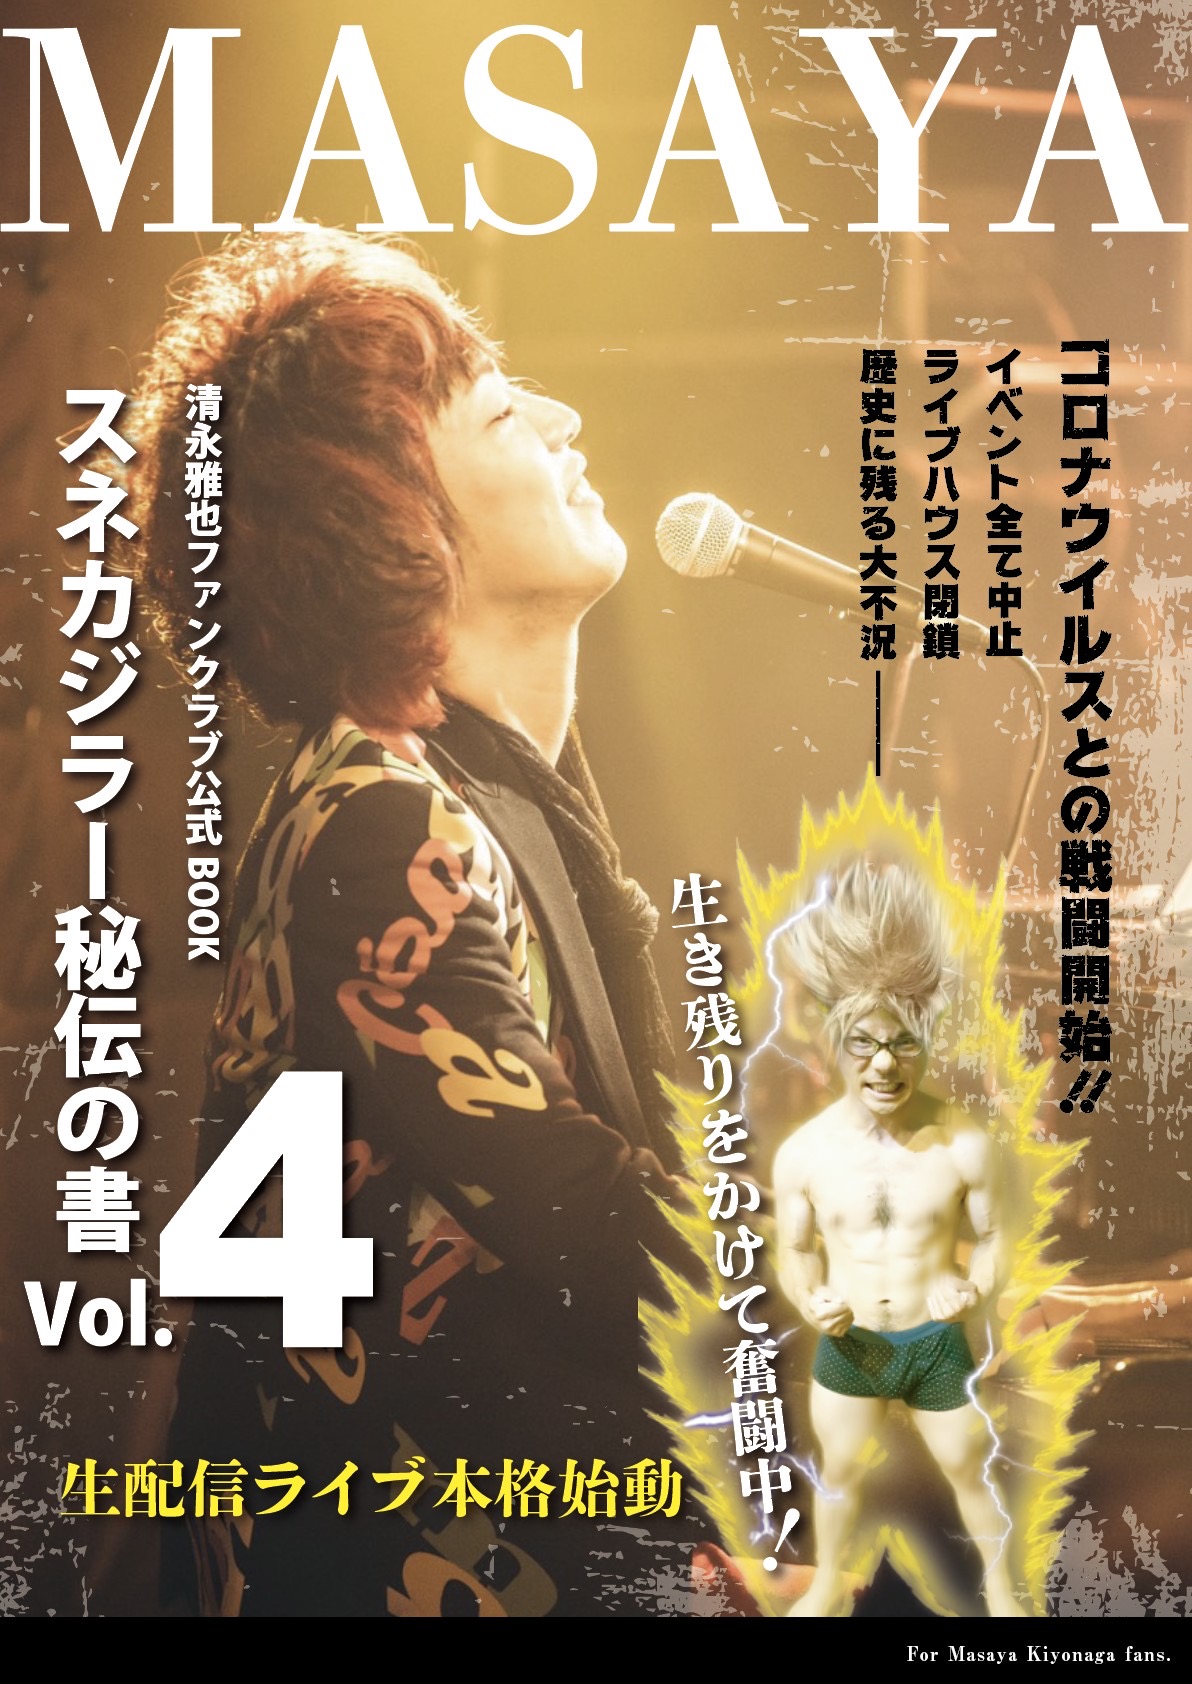 MASAYA
コロナウイルスとの戦闘開始!!
イベント全て中止
ライブハウス閉鎖
歴史に残る大不況――
清永雅也ファンクラブ公式 BOOK
スネカジラー秘伝の書
Vol.4
生き残りをかけて奮闘中!
生配信ライブ本格始動
For Masaya Kiyonaga fans.